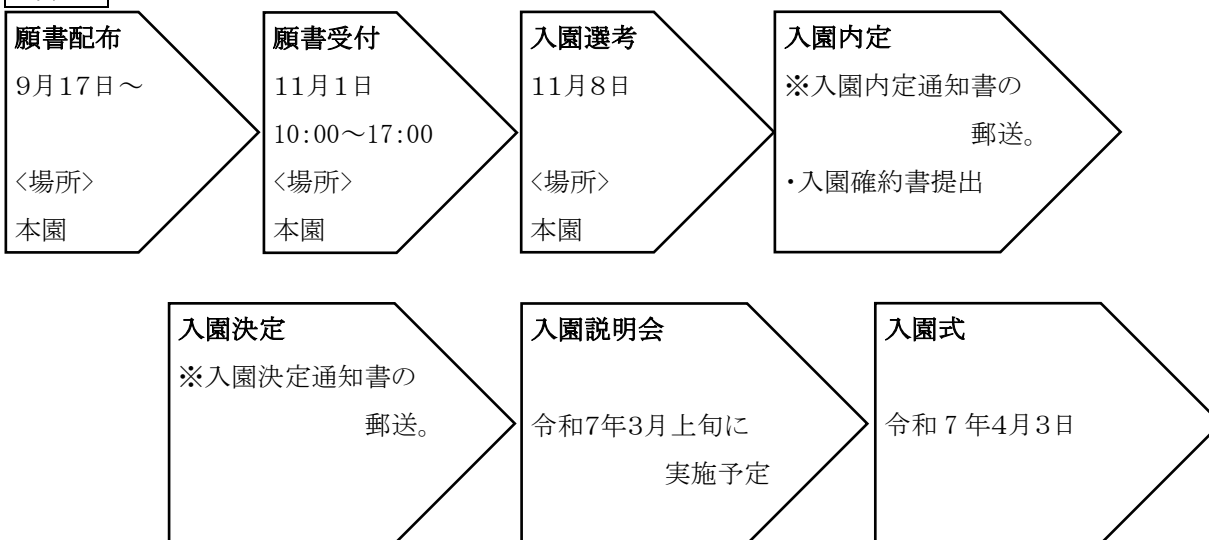 願書配布
9月17日～
<場所>
本園
願書受付
11月1日
10:00～17:00
<場所>
本園
入園選考
11月8日
<場所>
本園
入園内定
※入園内定通知書の
郵送。
・入園確約書提出
入園決定
※入園決定通知書の
郵送。
入園説明会
令和7年3月上旬に
実施予定
入園式
令和７年4月3日